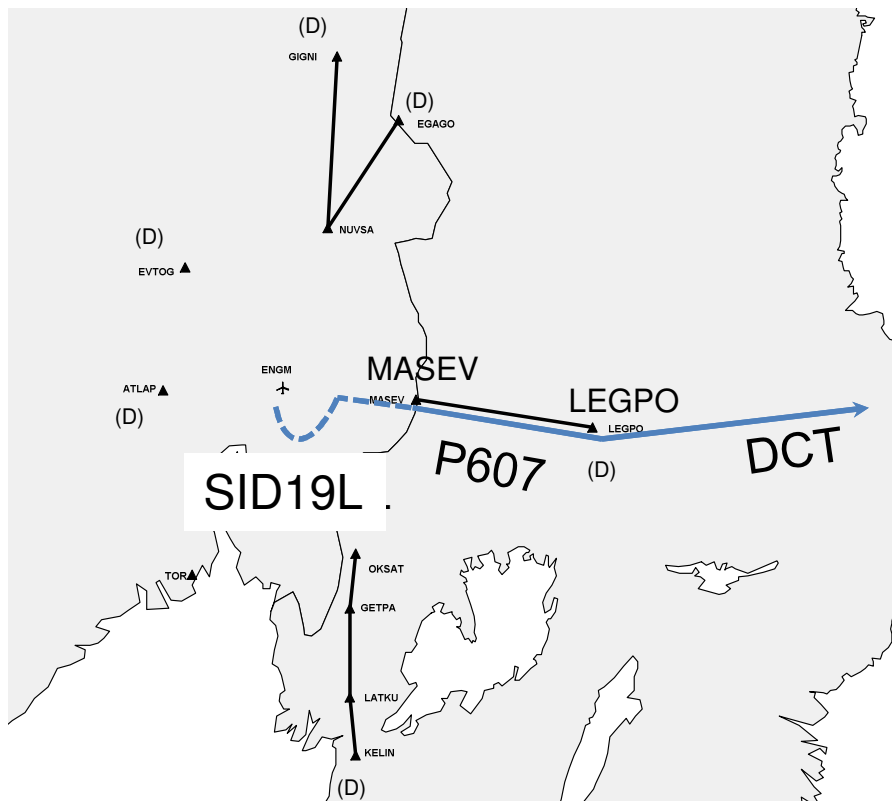 (D)
GIGNI
(D)
EGAGO
NUVSA
(D)
EVTOG
ENGM
MASEV
ATLAP
MASEV
LEGPO
(D)
LEGPO
P607
DCT
(D)
SID19L
OKSAT
TOR
GETPA
LATKU
KELIN
(D)